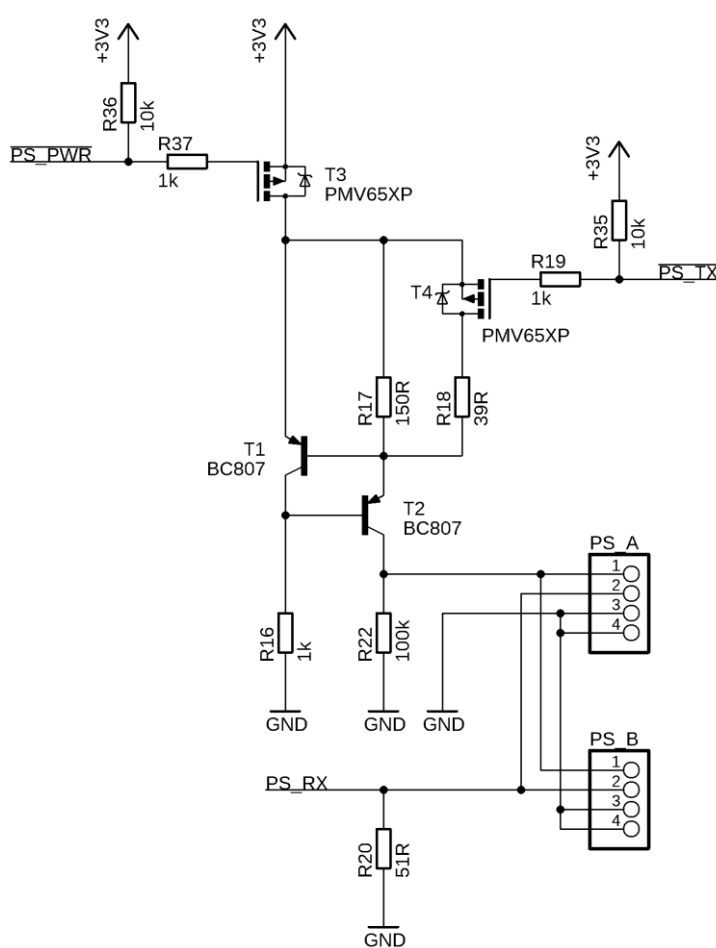 +3V3
+3V3
R36
10k
PS_PWR
R37
1k
T3
PMV65XP
+3V3
R35
10k
R19
1k
PS_TX
T4
PMV65XP
R17
150R
R18
39R
T1
BC807
T2
BC807
PS_A
1
2
3
4
R16
1k
R22
100k
GND
GND
GND
PS_B
1
2
3
4
PS_RX
R20
51R
GND